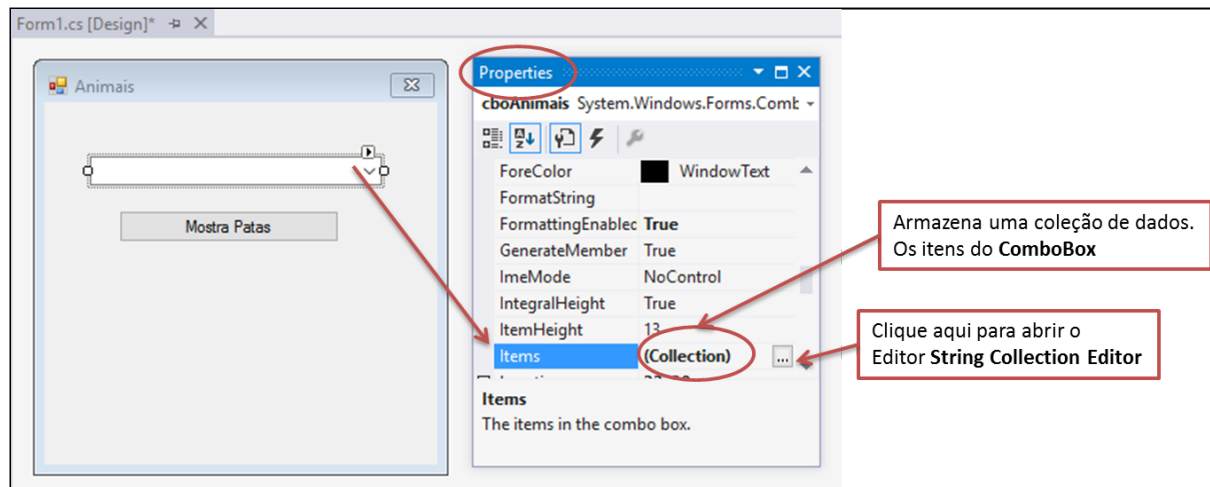 Form1.cs [Design]*
Animais
Mostra Patas
Properties
cboAnimais System.Windows.Forms.Comb
ForeColor WindowText
FormatString
FormattingEnabled True
GenerateMember True
ImeMode NoControl
IntegralHeight True
ItemHeight 13
Items (Collection) ...
Items
The items in the combo box.
Armazena uma coleção de dados.
Os itens do ComboBox
Clique aqui para abrir o
Editor String Collection Editor